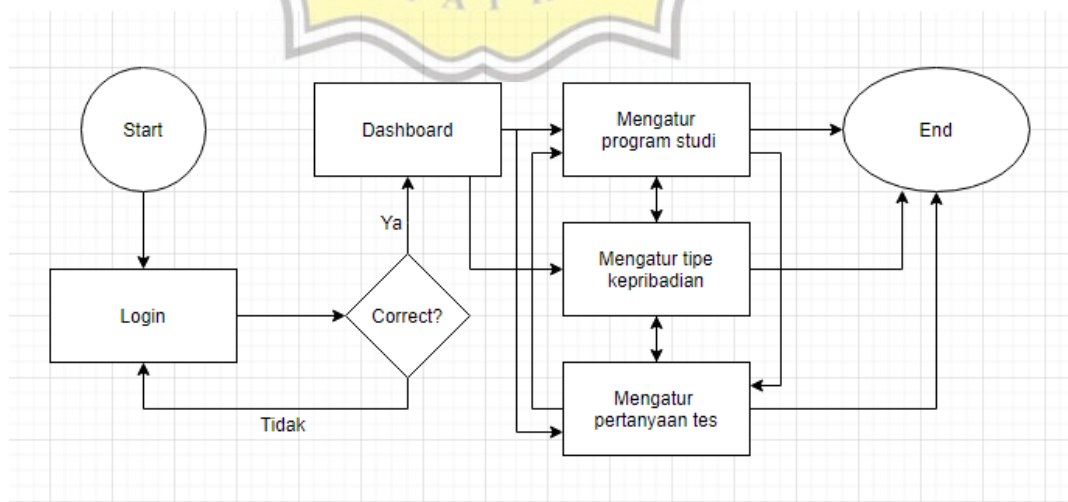 Start
Dashboard
Mengatur
program studi
End
Ya
Mengatur tipe
kepribadian
Login
Correct?
Mengatur
pertanyaan tes
Tidak